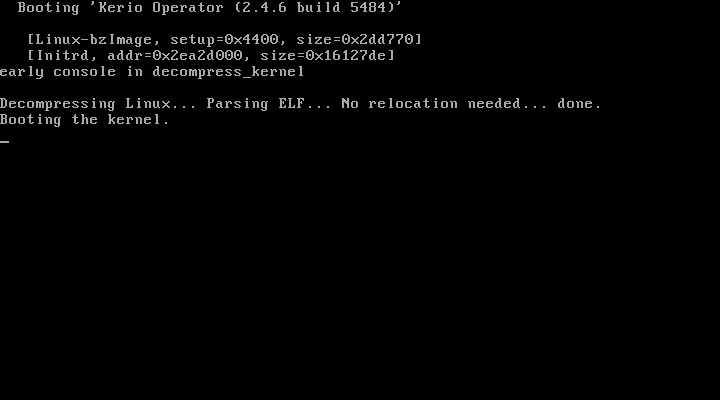 Booting 'Kerio Operator (2.4.6 build 5484)'
[Linux-bzImage, setup=0x4400, size=0x2dd770]
[Initrd, addr=0x2ea2d000, size=0x16127de]
early console in decompress_kernel
Decompressing Linux... Parsing ELF... No relocation needed... done.
Booting the kernel.